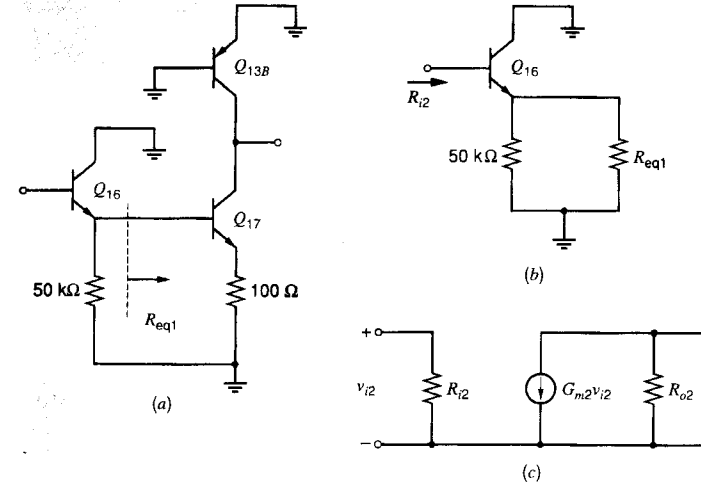 Q13B
Q16
Q17
50 kΩ
100 Ω
Req1
(a)
Q16
Ri2
50 kΩ
Req1
(b)
+
vi2
Ri2
Gm2vi2
Ro2
−
(c)